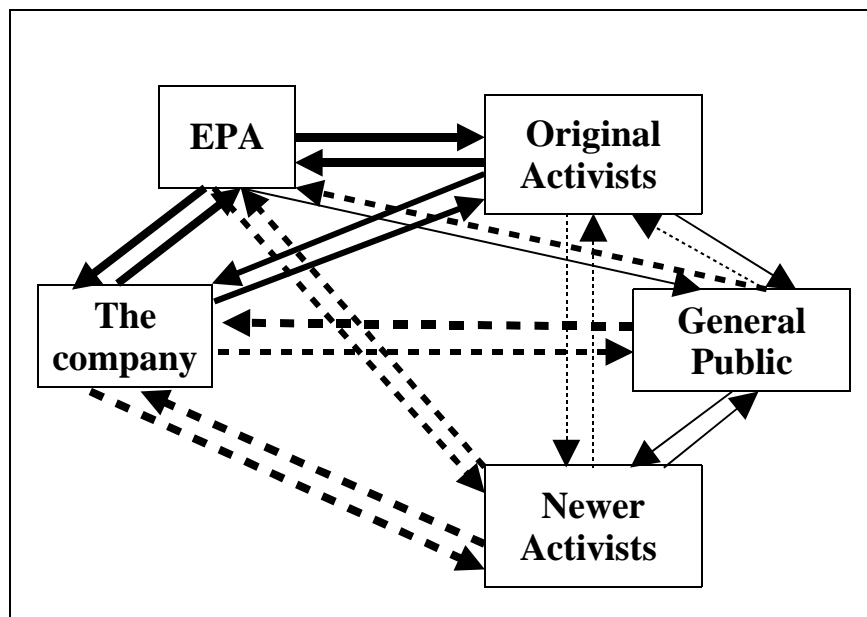 EPA
Original
Activists
The
company
General
Public
Newer
Activists